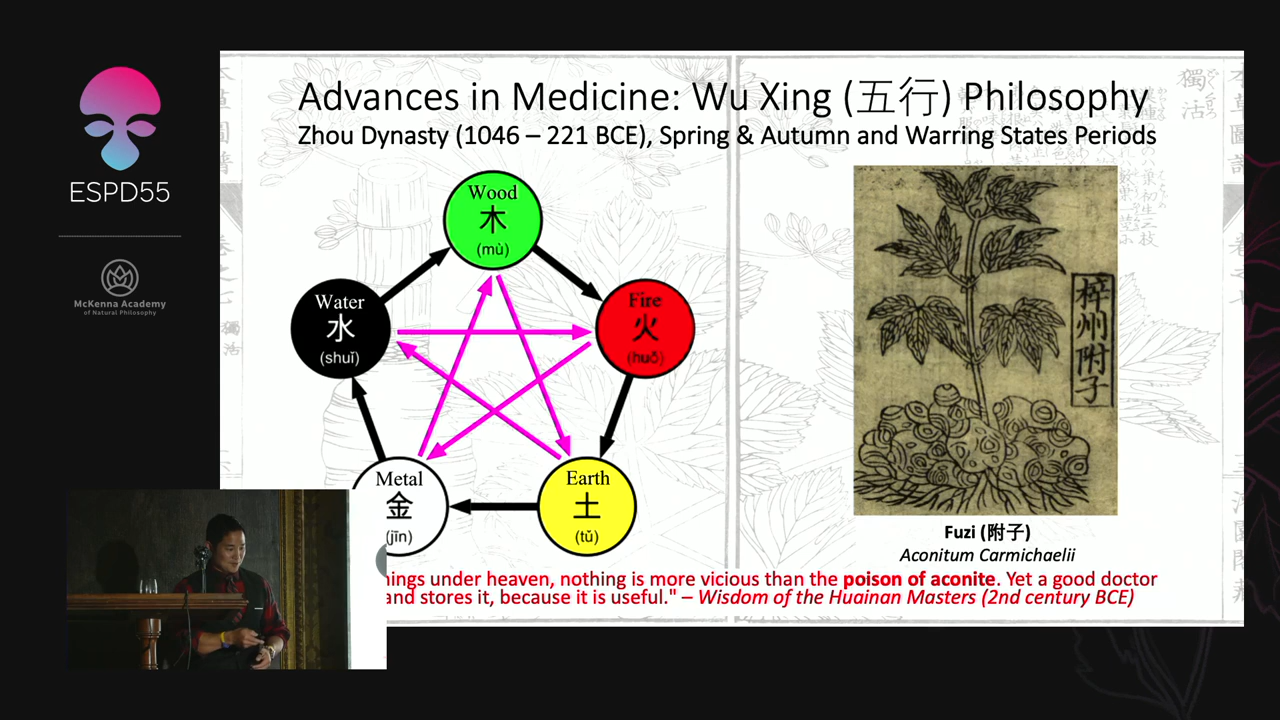 ESPD55
McKenna Academy
of Natural Philosophy
Advances in Medicine: Wu Xing (五行) Philosophy
Zhou Dynasty (1046 – 221 BCE), Spring & Autumn and Warring States Periods
Wood
木
(mù)
Water
水
(shuǐ)
Fire
火
(huǒ)
Metal
金
(jīn)
Earth
土
(tǔ)
梓州附子
Fuzi (附子)
Aconitum Carmichaelii
under heaven, nothing is more vicious than the poison of aconite. Yet a good doctor
and stores it, because it is useful." – Wisdom of the Huainan Masters (2nd century BCE)
獨活